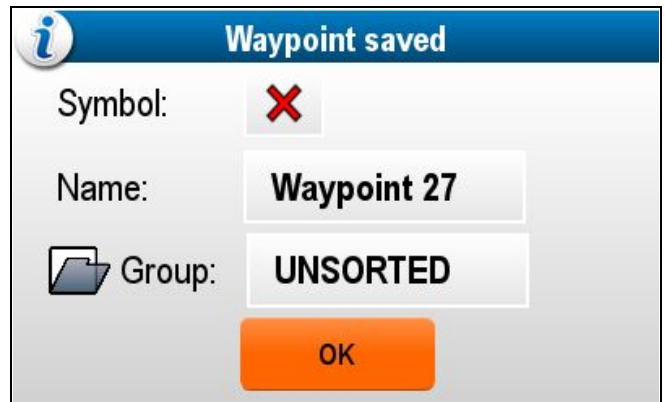 Waypoint saved
Symbol:
Name: Waypoint 27
Group: UNSORTED
OK